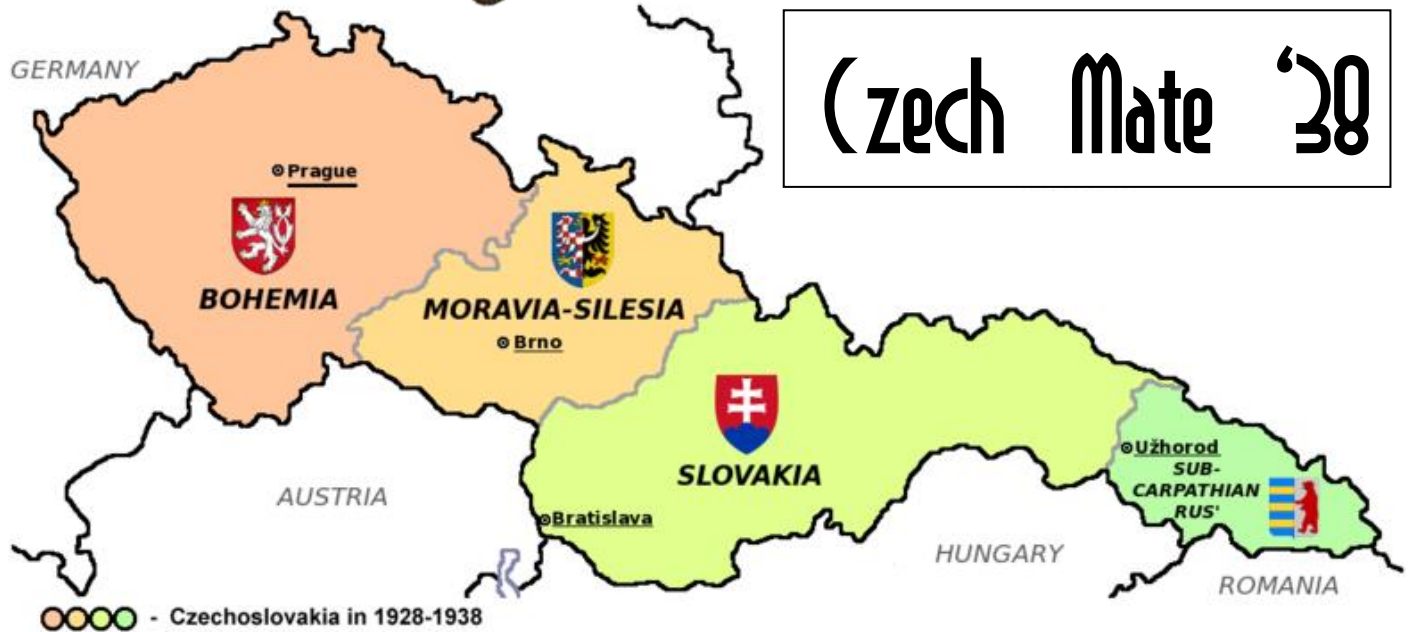 GERMANY
Czech Mate ‘38
Prague
BOHEMIA
MORAVIA-SILESIA
Brno
SLOVAKIA
Užhorod
SUB-
CARPATHIAN
RUS'
AUSTRIA
Bratislava
HUNGARY
ROMANIA
- Czechoslovakia in 1928-1938